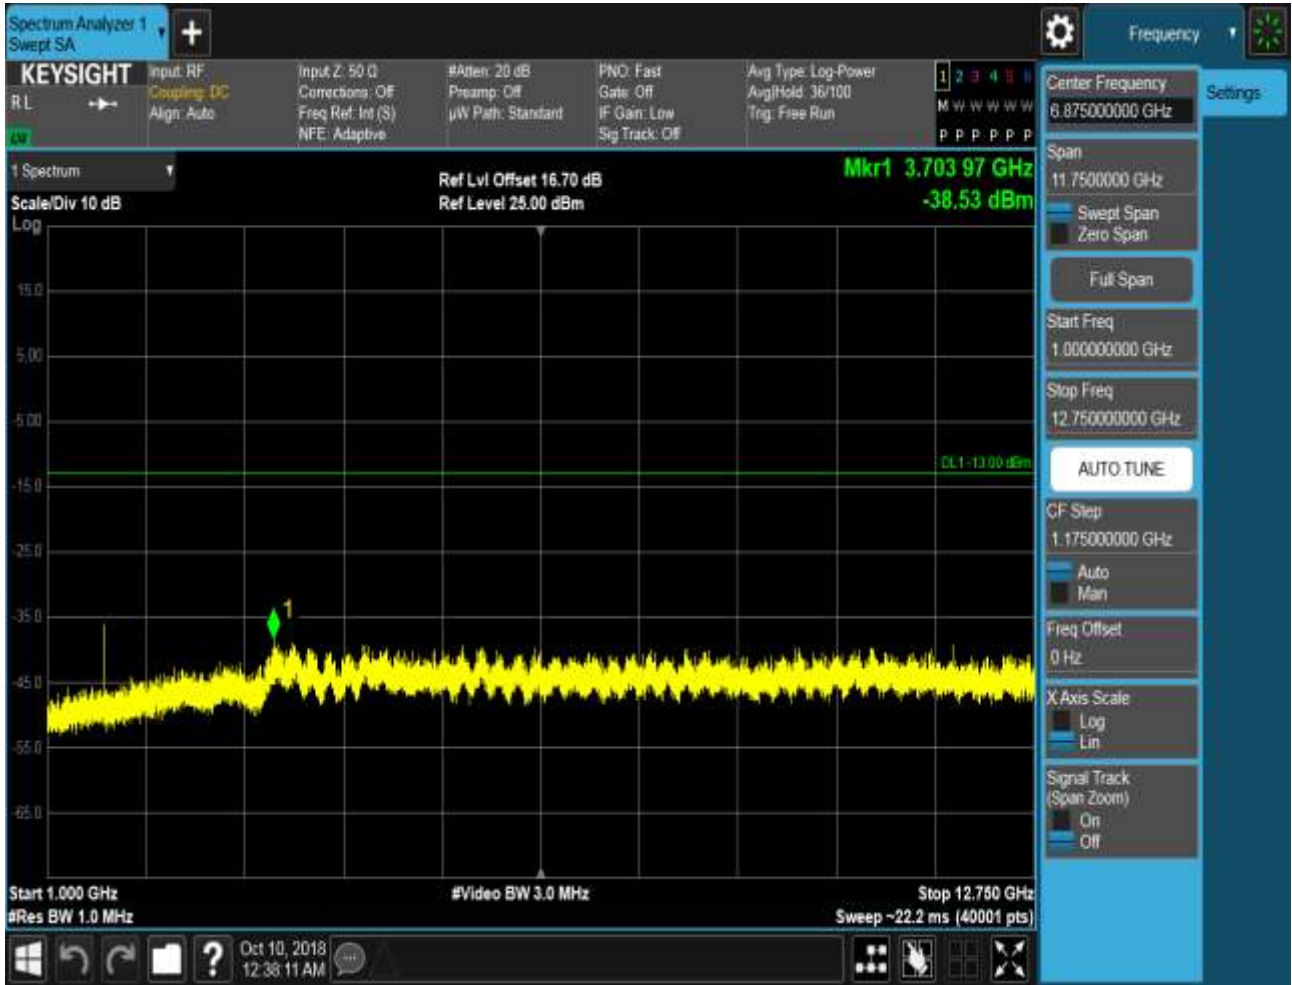 Spectrum Analyzer 1
Swept SA
Frequency
KEYSIGHT
R L
LW
Input: RF
Coupling: DC
Align: Auto
Input Z: 50 Ω
Corrections: Off
Freq Ref: Int (S)
NFE: Adaptive
#Atten: 20 dB
Preamp: Off
µW Path: Standard
PNO: Fast
Gate: Off
IF Gain: Low
Sig Track: Off
Avg Type: Log-Power
Avg|Hold: 36/100
Trig: Free Run
1 2 3 4 5 6
M W W W W W
P P P P P P
1 Spectrum
Scale/Div 10 dB
Log
Ref Lvl Offset 16.70 dB
Ref Level 25.00 dBm
Mkr1 3.703 97 GHz
-38.53 dBm
15.0
5.00
-5.00
DL1 -13.00 dBm
-15.0
-25.0
1
-35.0
-45.0
-55.0
-65.0
Start 1.000 GHz
#Res BW 1.0 MHz
#Video BW 3.0 MHz
Stop 12.750 GHz
Sweep ~22.2 ms (40001 pts)
Center Frequency
6.875000000 GHz
Settings
Span
11.7500000 GHz
Swept Span
Zero Span
Full Span
Start Freq
1.000000000 GHz
Stop Freq
12.750000000 GHz
AUTO TUNE
CF Step
1.175000000 GHz
Auto
Man
Freq Offset
0 Hz
X Axis Scale
Log
Lin
Signal Track
(Span Zoom)
On
Off
?
Oct 10, 2018
12:38:11 AM